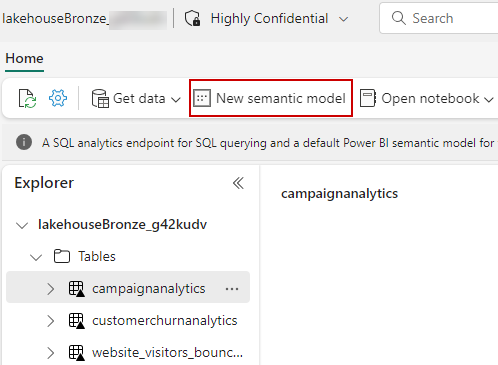 lakehouseBronze_ Highly Confidential Search
Home
Get data New semantic model Open notebook
A SQL analytics endpoint for SQL querying and a default Power BI semantic model for
Explorer
campaignanalytics
lakehouseBronze_g42kudv
Tables
campaignanalytics ...
customerchurnanalytics
website_visitors_bounc...